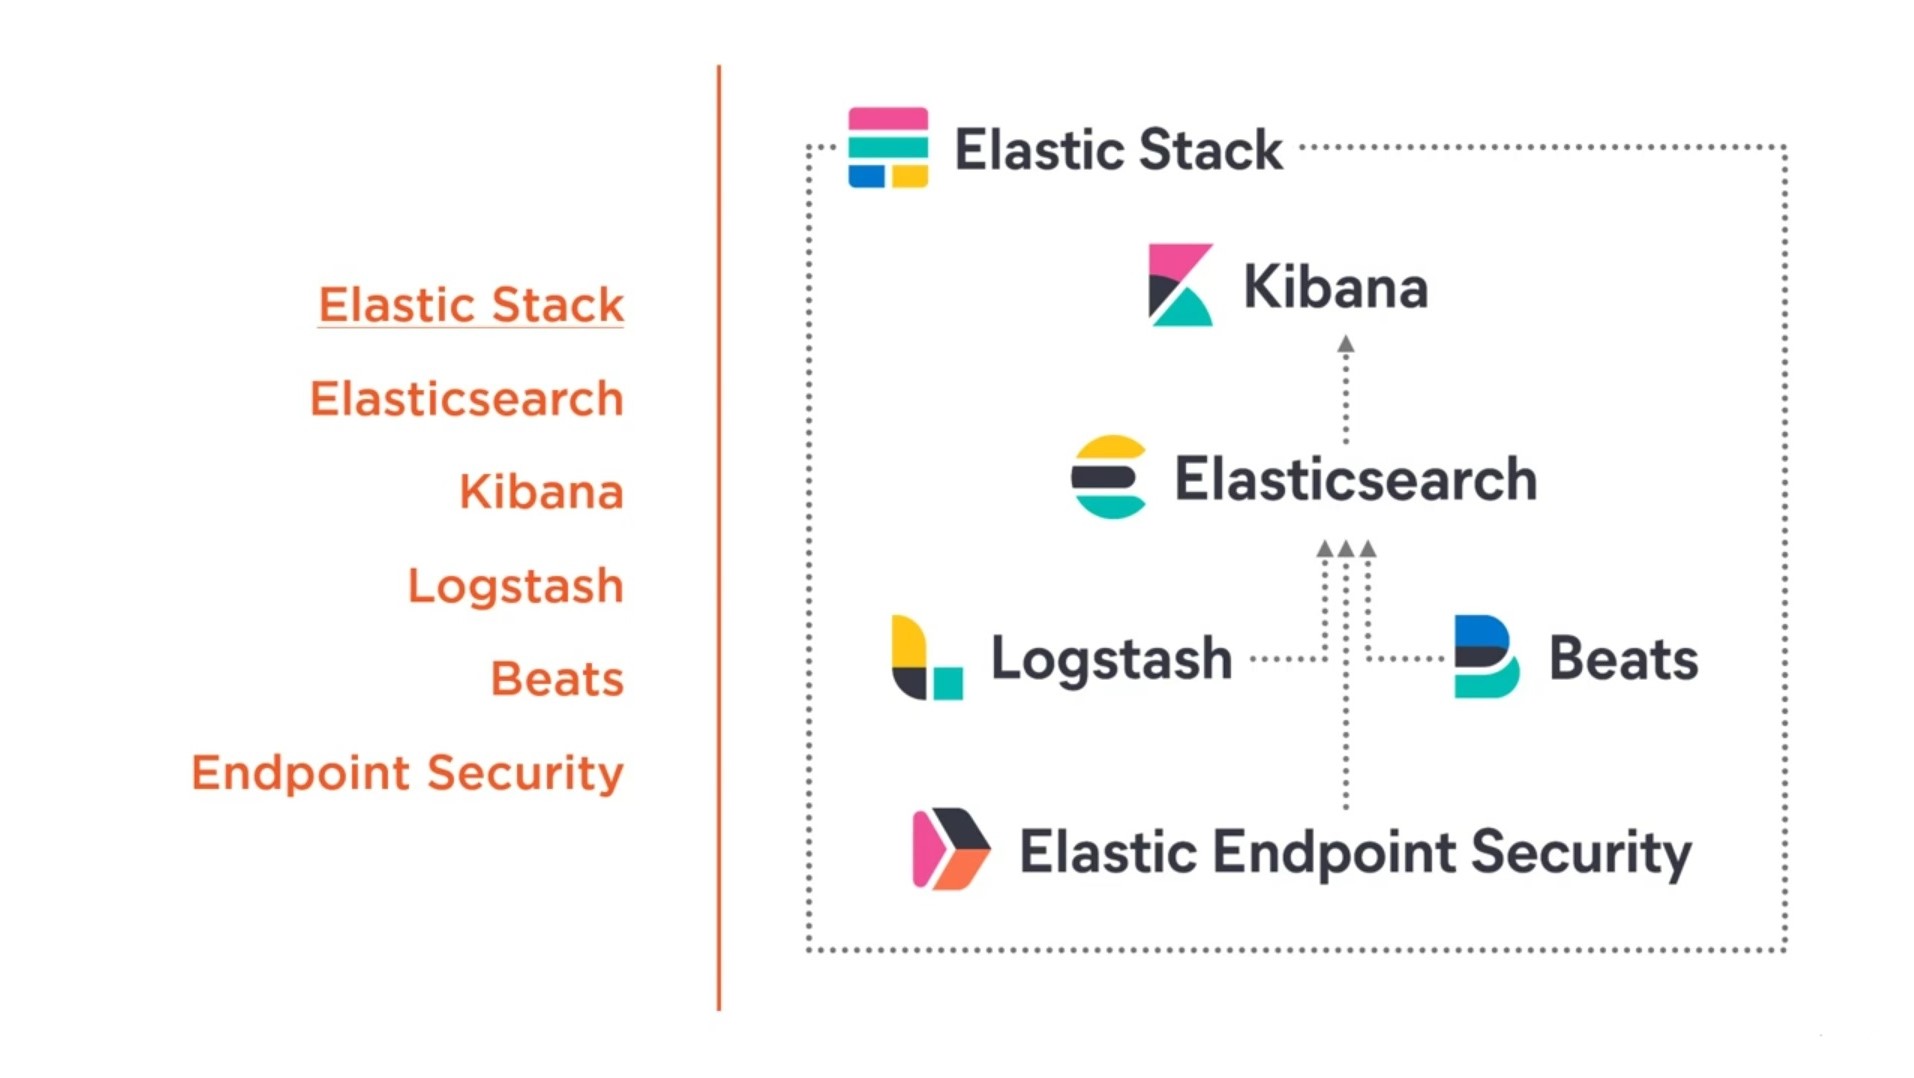 Elastic Stack
Elasticsearch
Kibana
Logstash
Beats
Endpoint Security
Elastic Stack
Kibana
Elasticsearch
Logstash
Beats
Elastic Endpoint Security